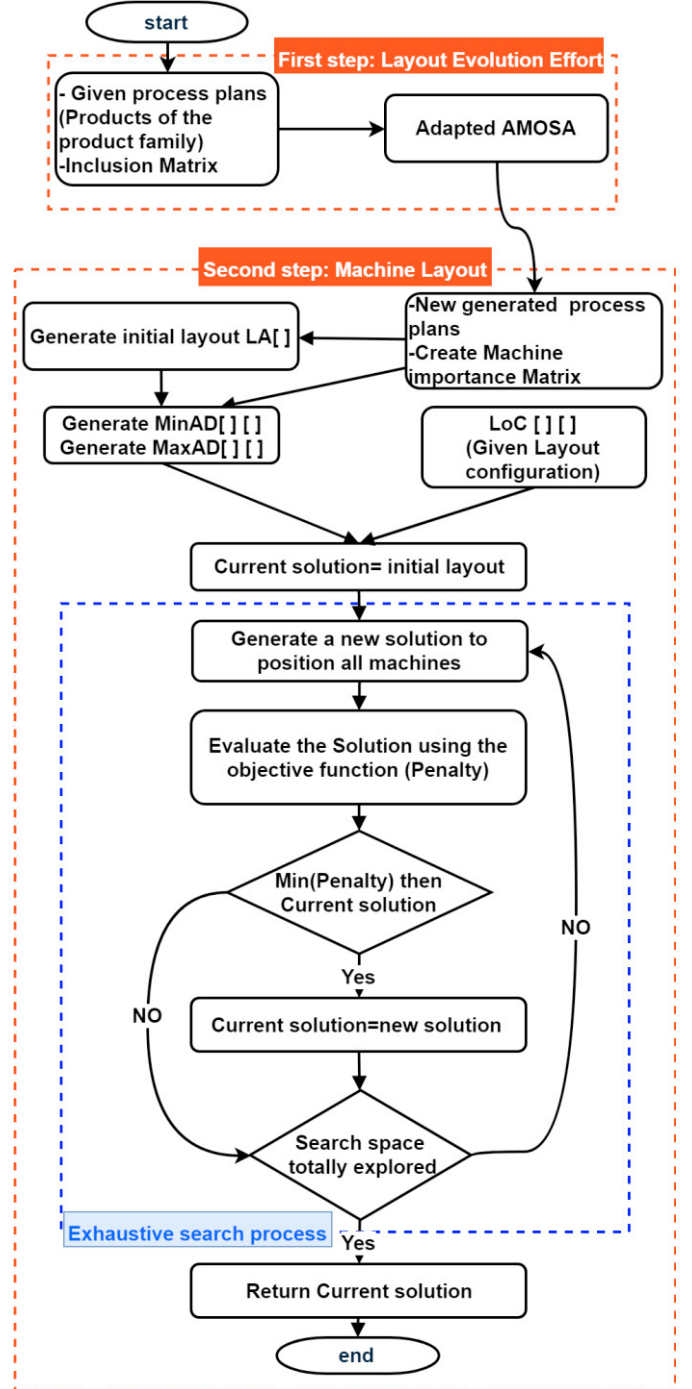 start
First step: Layout Evolution Effort
- Given process plans
(Products of the
product family)
-Inclusion Matrix
Adapted AMOSA
Second step: Machine Layout
Generate initial layout LA[ ]
-New generated process
plans
-Create Machine
importance Matrix
Generate MinAD[ ] [ ]
Generate MaxAD[ ] [ ]
LoC [ ] [ ]
(Given Layout
configuration)
Current solution= initial layout
Generate a new solution to
position all machines
Evaluate the Solution using the
objective function (Penalty)
Min(Penalty) then
Current solution
NO
Yes
NO
Current solution=new solution
Search space
totally explored
Exhaustive search process
Yes
Return Current solution
end